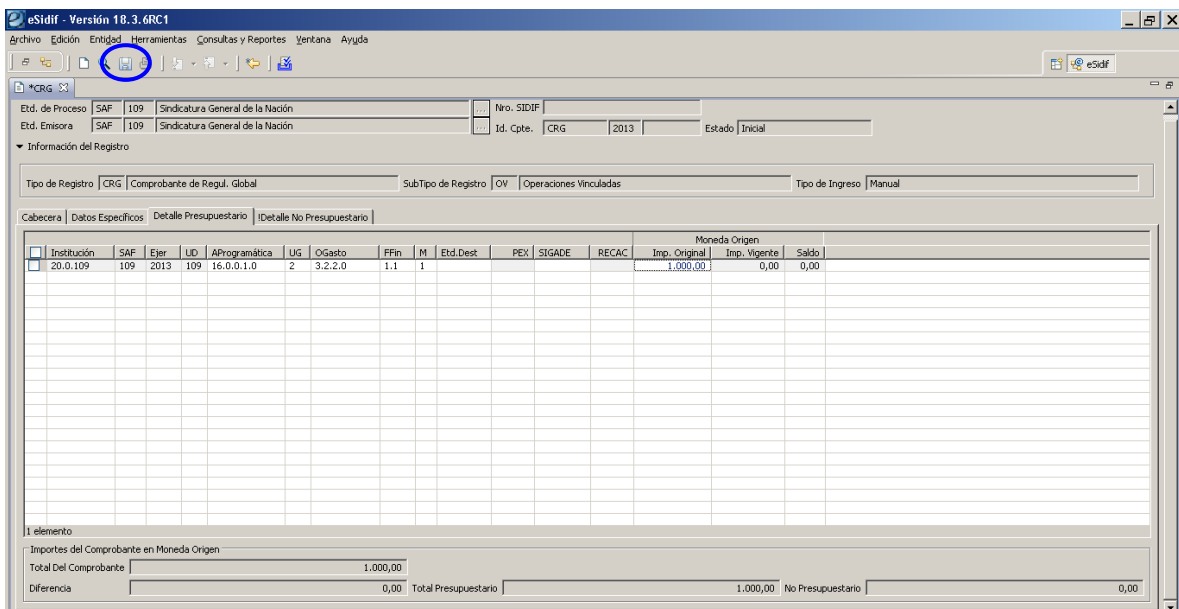 eSidif - Versión 18.3.6RC1
Archivo Edición Entidad Herramientas Consultas y Reportes Ventana Ayuda
eSidif
*CRG
Etd. de Proceso SAF 109 Sindicatura General de la Nación ... Nro. SIDIF
Etd. Emisora SAF 109 Sindicatura General de la Nación ... Id. Cpte. CRG 2013 Estado Inicial
Información del Registro
Tipo de Registro CRG Comprobante de Regul. Global SubTipo de Registro OV Operaciones Vinculadas Tipo de Ingreso Manual
Cabecera Datos Específicos Detalle Presupuestario !Detalle No Presupuestario
Moneda Origen
Institución SAF Ejer UD AProgramática UG OGasto FFin M Etd.Dest PEX SIGADE RECAC Imp. Original Imp. Vigente Saldo
20.0.109 109 2013 109 16.0.0.1.0 2 3.2.2.0 1.1 1 1.000,00 0,00 0,00
1 elemento
Importes del Comprobante en Moneda Origen
Total Del Comprobante 1.000,00
Diferencia 0,00 Total Presupuestario 1.000,00 No Presupuestario 0,00